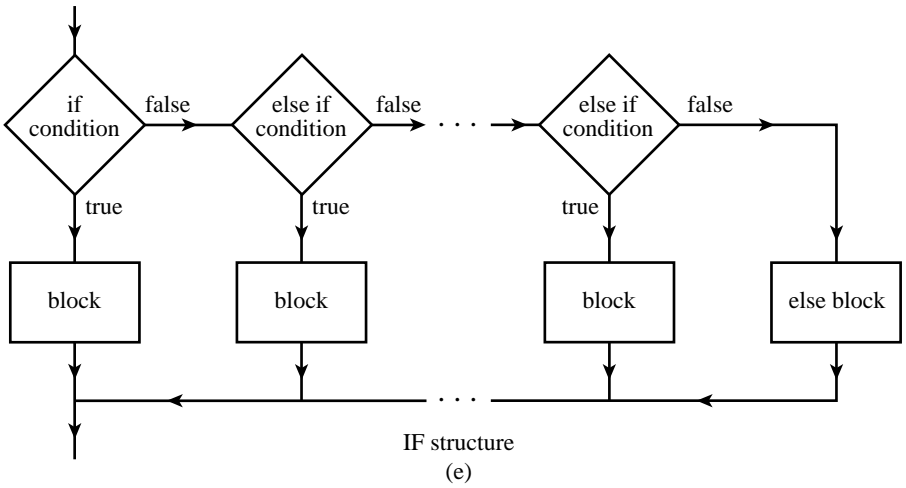 if
condition
false
else if
condition
false
. . .
else if
condition
false
true
true
true
block
block
block
else block
. . .
IF structure
(e)